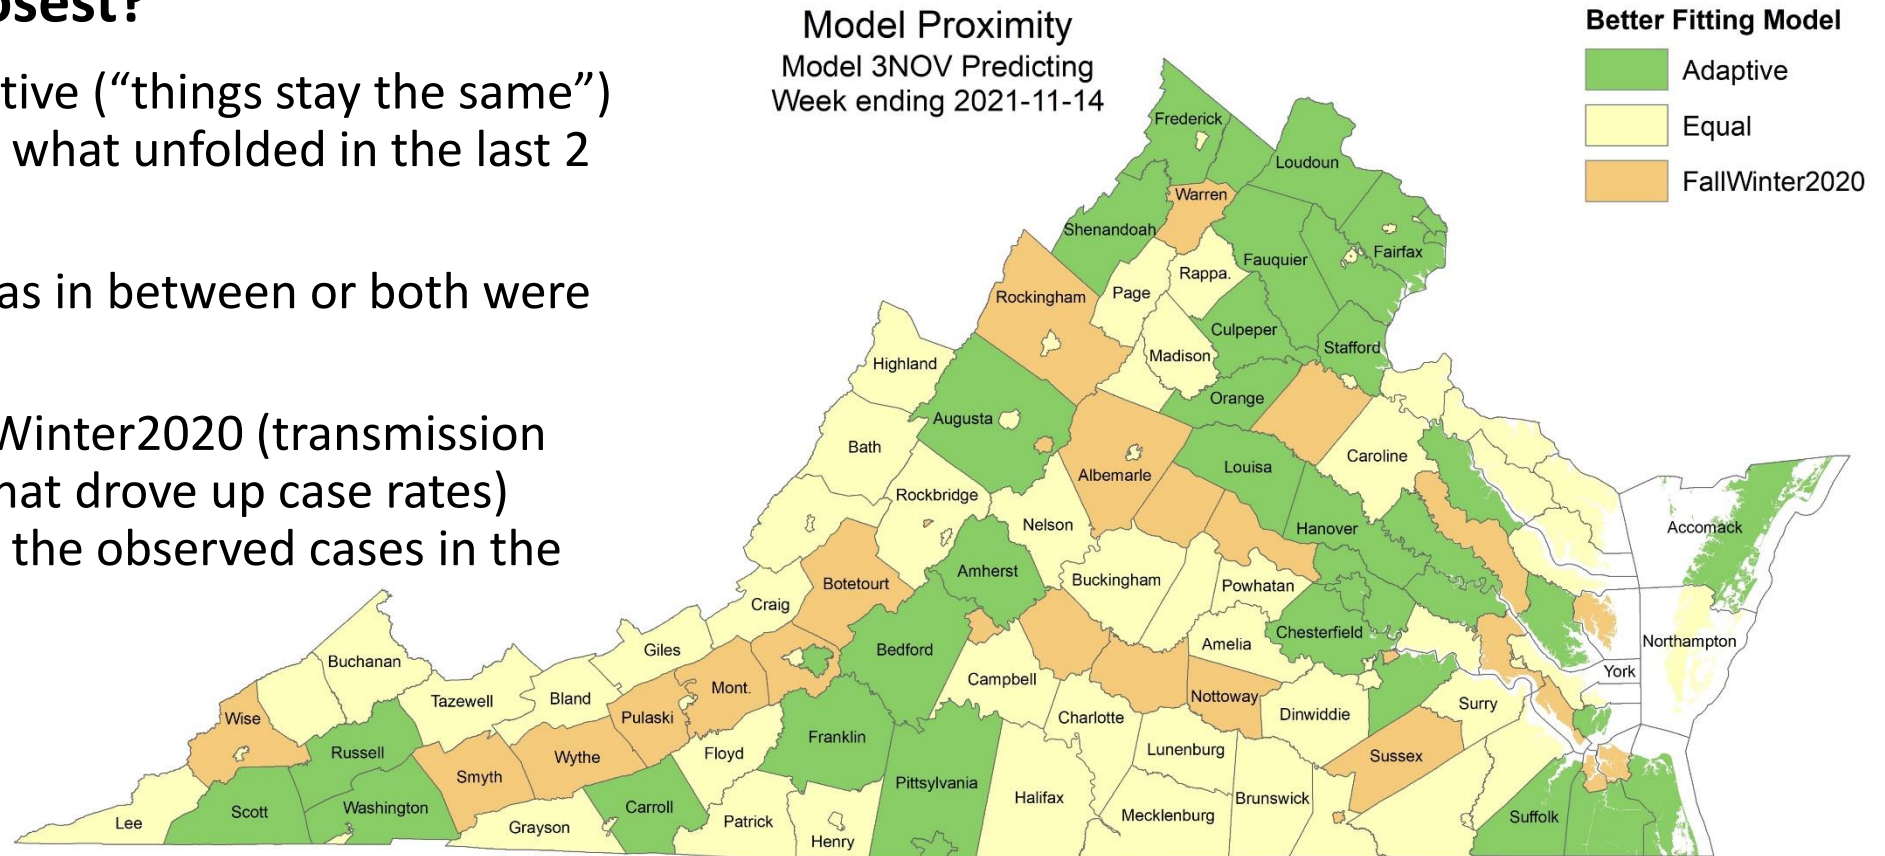 osest?
tive (“things stay the same”)
what unfolded in the last 2
as in between or both were
Winter2020 (transmission
hat drove up case rates)
the observed cases in the
Model Proximity
Model 3NOV Predicting
Week ending 2021-11-14
Better Fitting Model
Adaptive
Equal
FallWinter2020
Frederick
Loudoun
Warren
Shenandoah
Fairfax
Fauquier
Rappa.
Page
Rockingham
Culpeper
Stafford
Madison
Highland
Orange
Augusta
Bath
Caroline
Louisa
Albemarle
Rockbridge
Nelson
Hanover
Accomack
Amherst
Buckingham
Botetourt
Powhatan
Craig
Chesterfield
Northampton
Amelia
Giles
Bedford
Buchanan
York
Campbell
Mont.
Nottoway
Bland
Tazewell
Surry
Dinwiddie
Pulaski
Charlotte
Wise
Franklin
Lunenburg
Russell
Floyd
Wythe
Sussex
Smyth
Pittsylvania
Halifax
Brunswick
Carroll
Washington
Scott
Mecklenburg
Suffolk
Patrick
Lee
Grayson
Henry